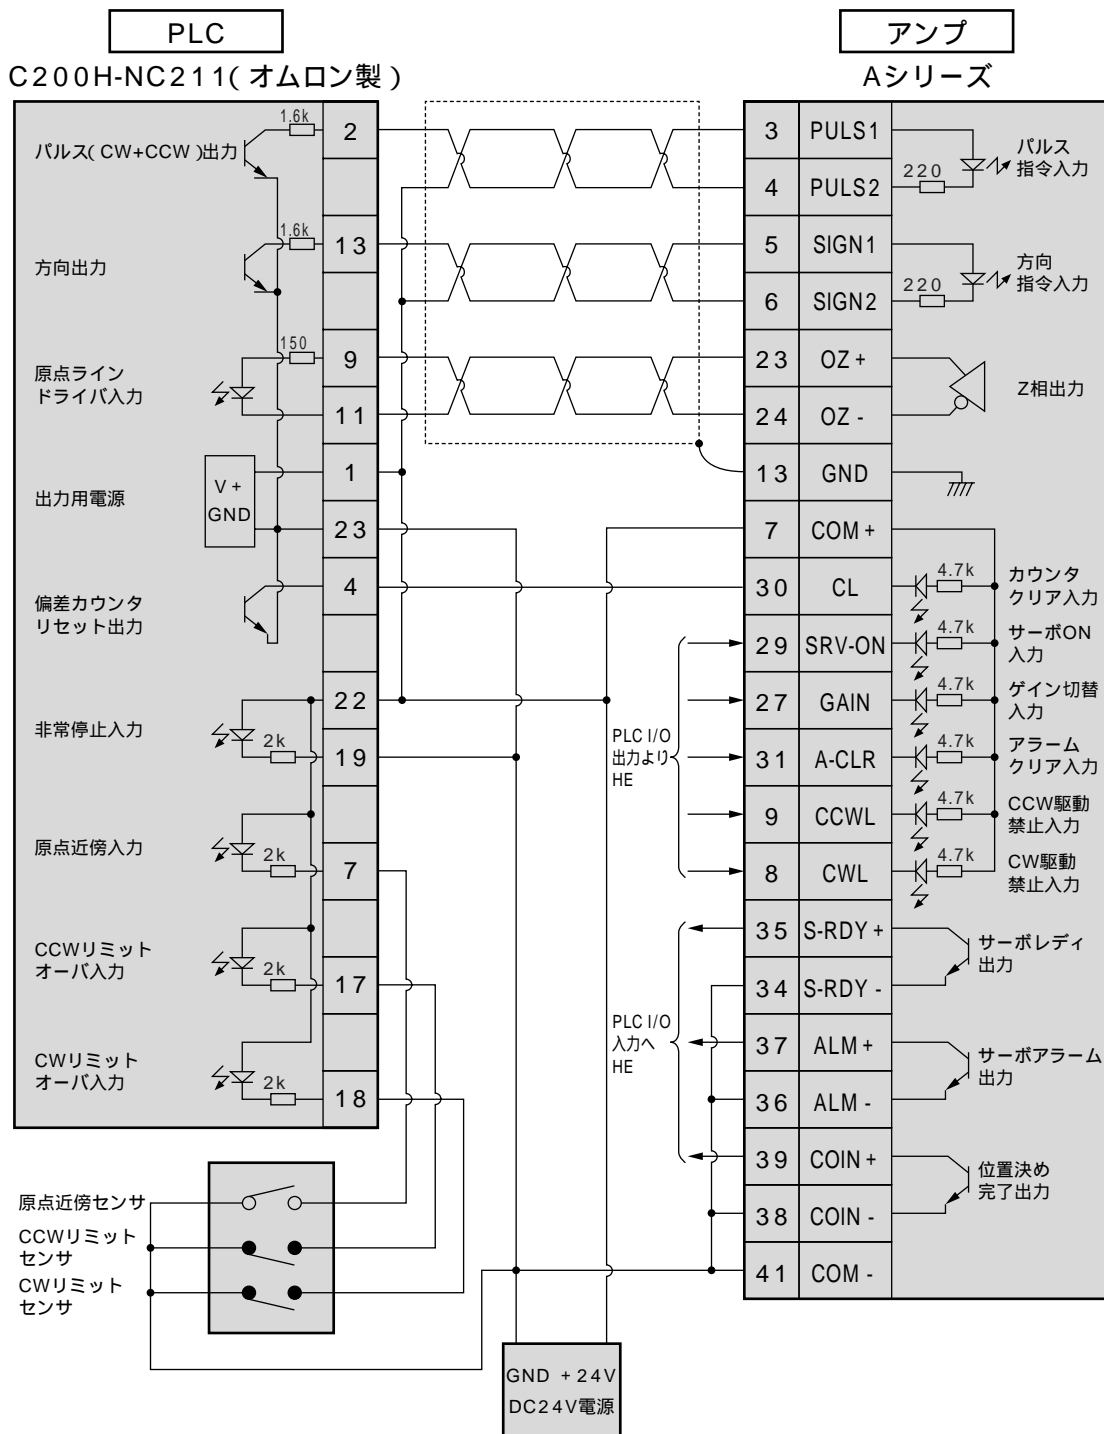 PLC
C200H-NC211(オムロン製)
パルス(CW+CCW)出力
1.6k
2
方向出力
1.6k
13
原点ライン
ドライバ入力
150
9
11
出力用電源
V+
GND
1
23
偏差カウンタ
リセット出力
4
非常停止入力
22
2k
19
原点近傍入力
2k
7
CCWリミット
オーバ入力
2k
17
CWリミット
オーバ入力
2k
18
原点近傍センサ
CCWリミット
センサ
CWリミット
センサ
GND +24V
DC24V電源
PLC I/O
出力より
HE
PLC I/O
入力へ
HE
アンプ
Aシリーズ
3 PULS1
4 PULS2
220
パルス
指令入力
5 SIGN1
6 SIGN2
220
方向
指令入力
23 OZ+
24 OZ-
Z相出力
13 GND
7 COM+
30 CL
4.7k
カウンタ
クリア入力
29 SRV-ON
4.7k
サーボON
入力
27 GAIN
4.7k
ゲイン切替
入力
31 A-CLR
4.7k
アラーム
クリア入力
9 CCWL
4.7k
CCW駆動
禁止入力
8 CWL
4.7k
CW駆動
禁止入力
35 S-RDY+
34 S-RDY-
サーボレディ
出力
37 ALM+
36 ALM-
サーボアラーム
出力
39 COIN+
38 COIN-
位置決め
完了出力
41 COM-